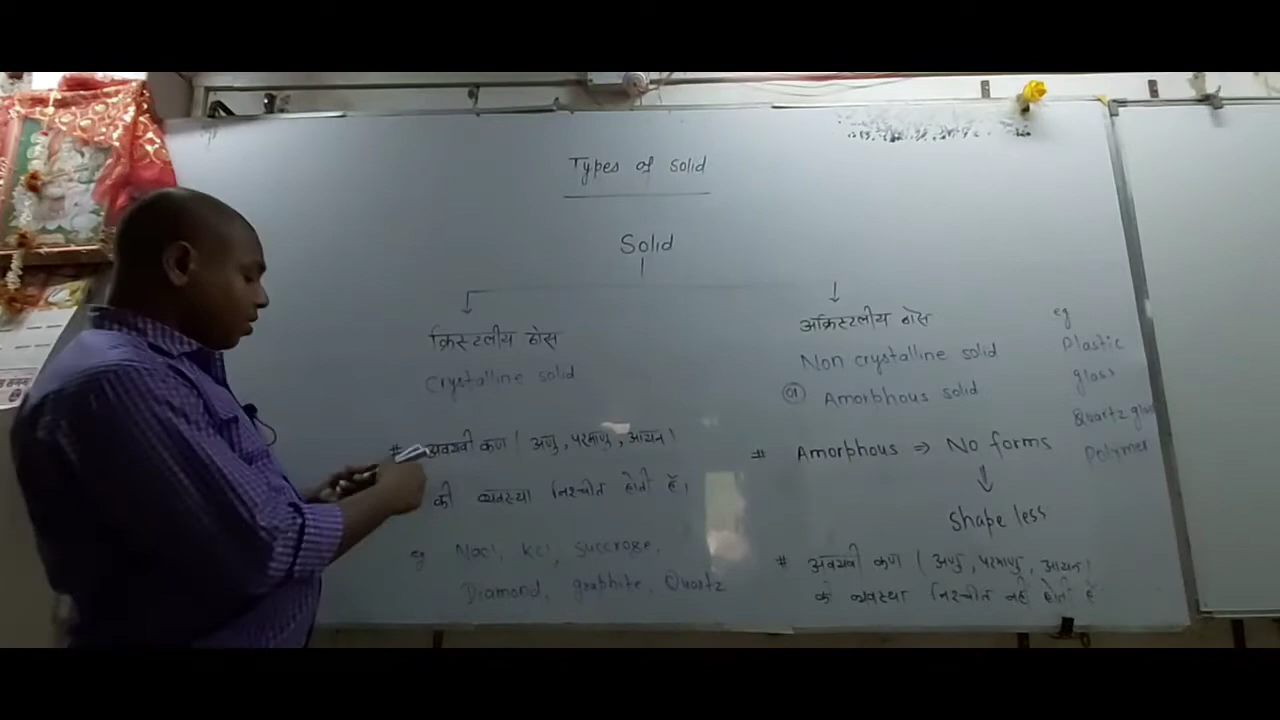 Types of Solid
Solid
क्रिस्टलीय ठोस
Crystalline solid
# अवयवी कण ( अणु, परमाणु, आयन)
की व्यवस्था निश्चीत होती हैं।
eg Nacl, kcl, succrose,
Diamond, graphite, Quartz
अक्रिस्टलीय ठोस
Non crystalline solid
Amorphous solid
# Amorphous ⇒ No forms
Shape less
# अवयवी कण ( अणु, परमाणु, आयन)
की व्यवस्था निश्चीत नही होती हैं
eg
Plastic
glass
Quartz glass
Polymer